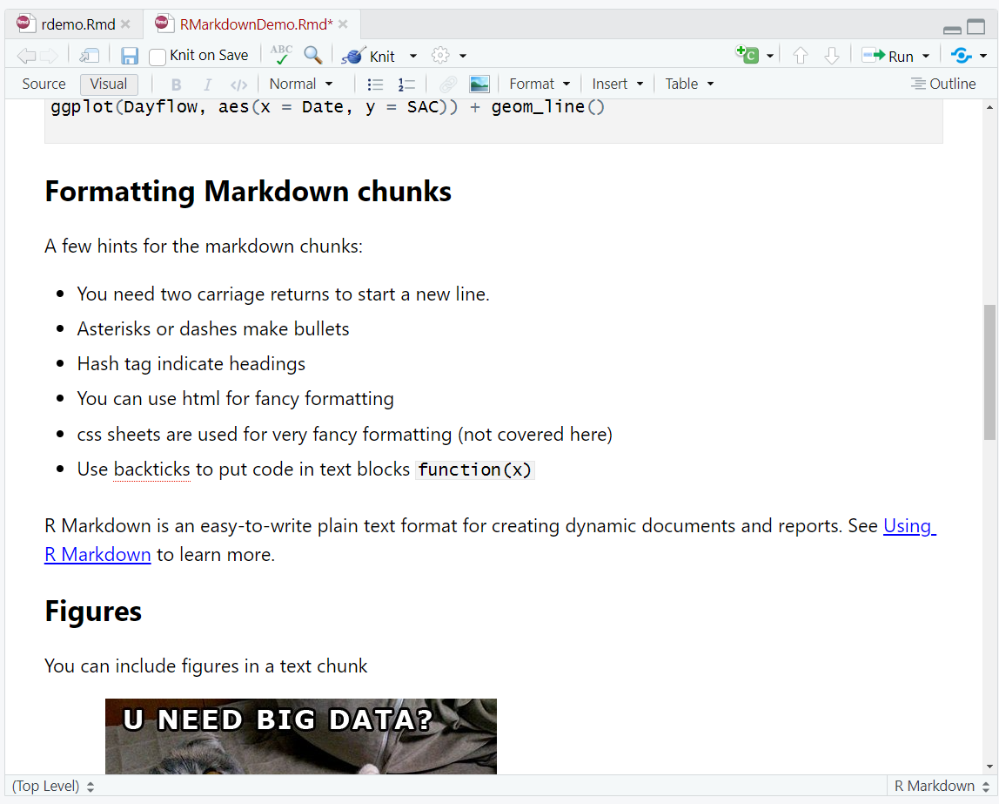 rdemo.Rmd RMarkdownDemo.Rmd*
Knit on Save ABC Knit Run
Source Visual B I </> Normal Format Insert Table Outline
ggplot(Dayflow, aes(x = Date, y = SAC)) + geom_line()
Formatting Markdown chunks
A few hints for the markdown chunks:
• You need two carriage returns to start a new line.
• Asterisks or dashes make bullets
• Hash tag indicate headings
• You can use html for fancy formatting
• css sheets are used for very fancy formatting (not covered here)
• Use backticks to put code in text blocks function(x)
R Markdown is an easy-to-write plain text format for creating dynamic documents and reports. See Using
R Markdown to learn more.
Figures
You can include figures in a text chunk
U NEED BIG DATA?
(Top Level) R Markdown